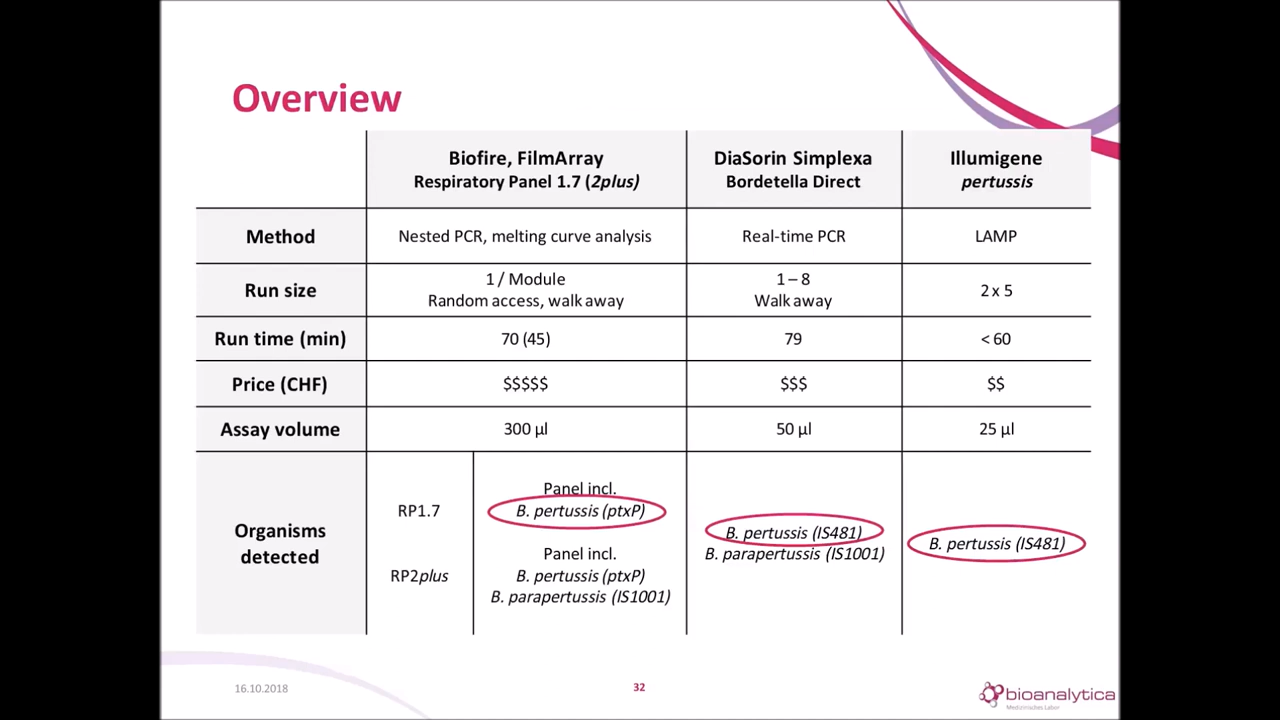 Overview
Biofire, FilmArray
Respiratory Panel 1.7 (2plus)
DiaSorin Simplexa
Bordetella Direct
Illumigene
pertussis
Method
Nested PCR, melting curve analysis
Real-time PCR
LAMP
Run size
1 / Module
Random access, walk away
1 – 8
Walk away
2 x 5
Run time (min)
70 (45)
79
< 60
Price (CHF)
$$$$$
$$$
$$
Assay volume
300 µl
50 µl
25 µl
Organisms
detected
RP1.7
Panel incl.
B. pertussis (ptxP)
RP2plus
Panel incl.
B. pertussis (ptxP)
B. parapertussis (IS1001)
B. pertussis (IS481)
B. parapertussis (IS1001)
B. pertussis (IS481)
16.10.2018
32
bioanalytica
Medizinisches Labor